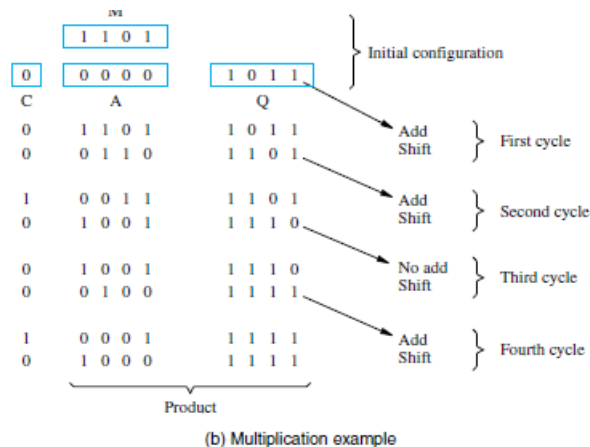 M
1 1 0 1
Initial configuration
0 0 0 0 0 1 0 1 1
C A Q
0 1 1 0 1 1 0 1 1 Add
0 0 1 1 0 1 1 0 1 Shift
First cycle
1 0 0 1 1 1 1 0 1 Add
0 1 0 0 1 1 1 1 0 Shift
Second cycle
0 1 0 0 1 1 1 1 0 No add
0 0 1 0 0 1 1 1 1 Shift
Third cycle
1 0 0 0 1 1 1 1 1 Add
0 1 0 0 0 1 1 1 1 Shift
Fourth cycle
Product
(b) Multiplication example